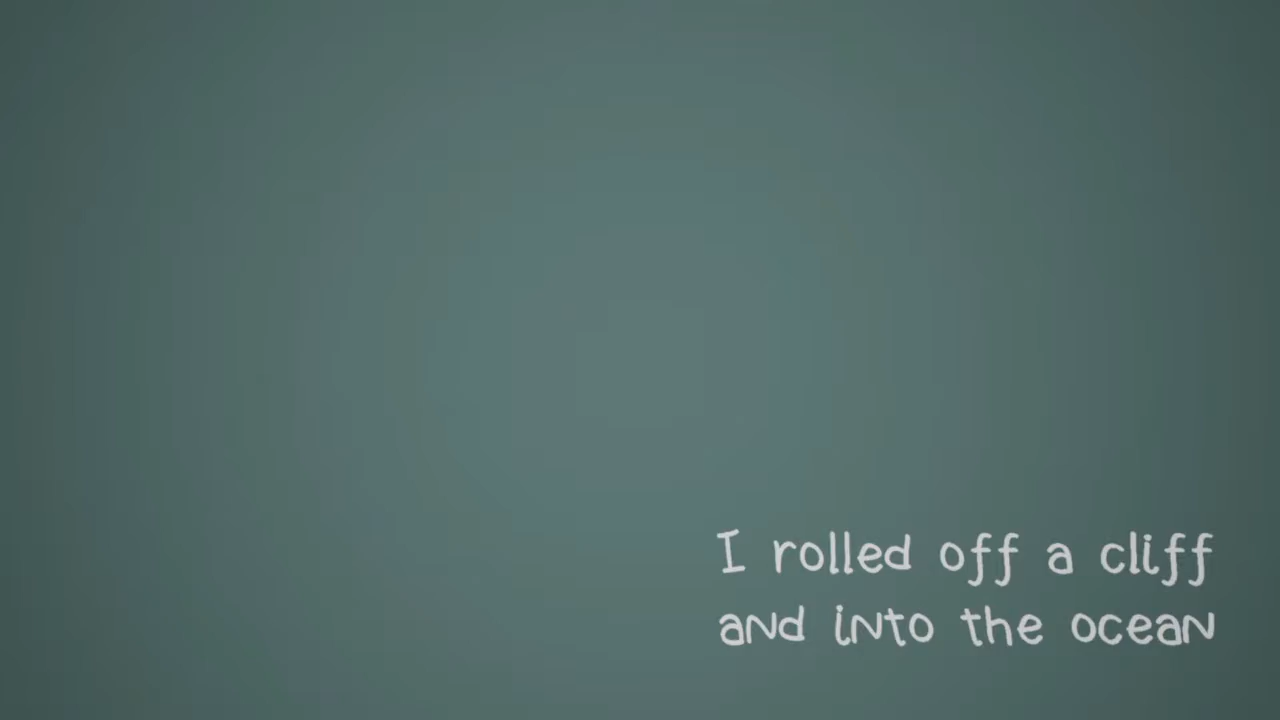 I rolled off a cliff
and into the ocean